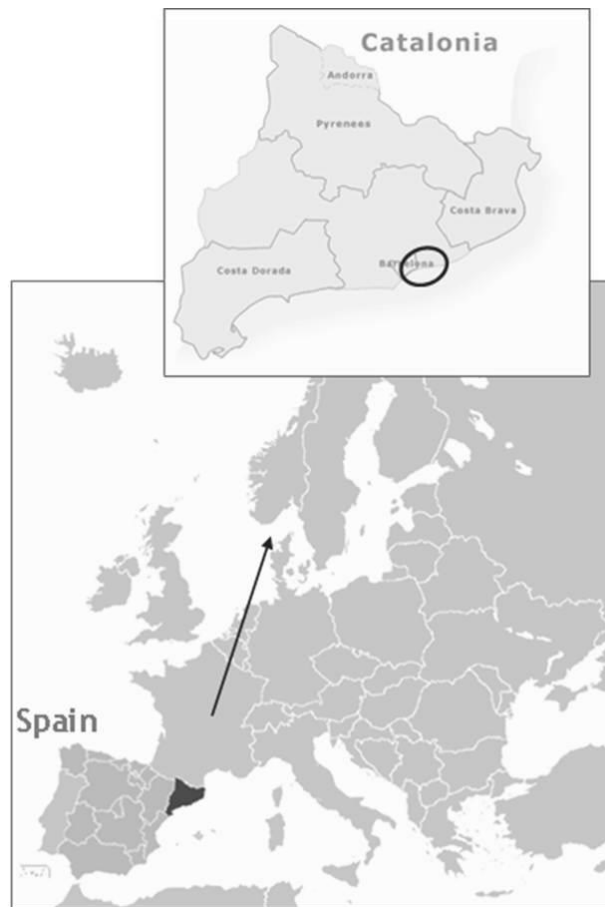 Catalonia
Andorra
Pyrenees
Costa Brava
Barcelona
Costa Dorada
Spain